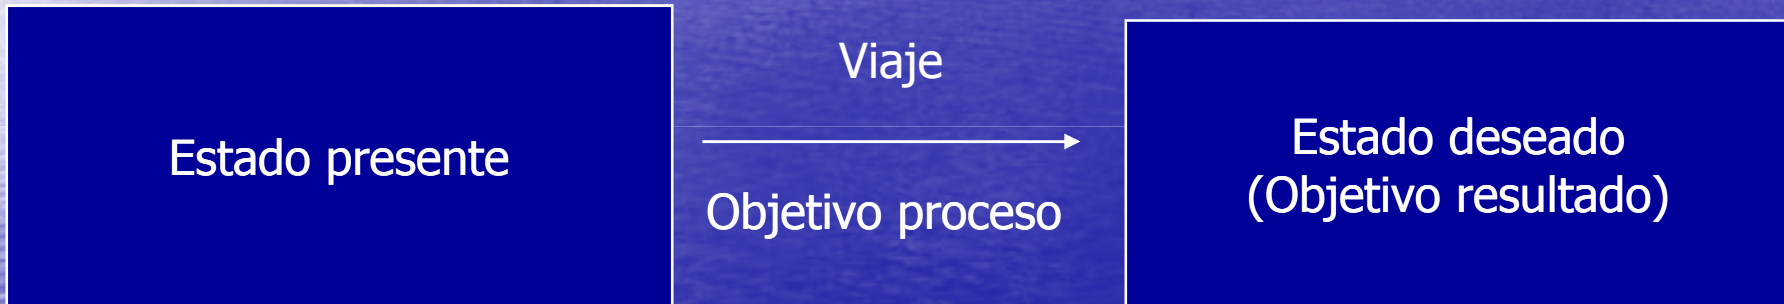 Estado presente
Viaje
Objetivo proceso
Estado deseado
(Objetivo resultado)